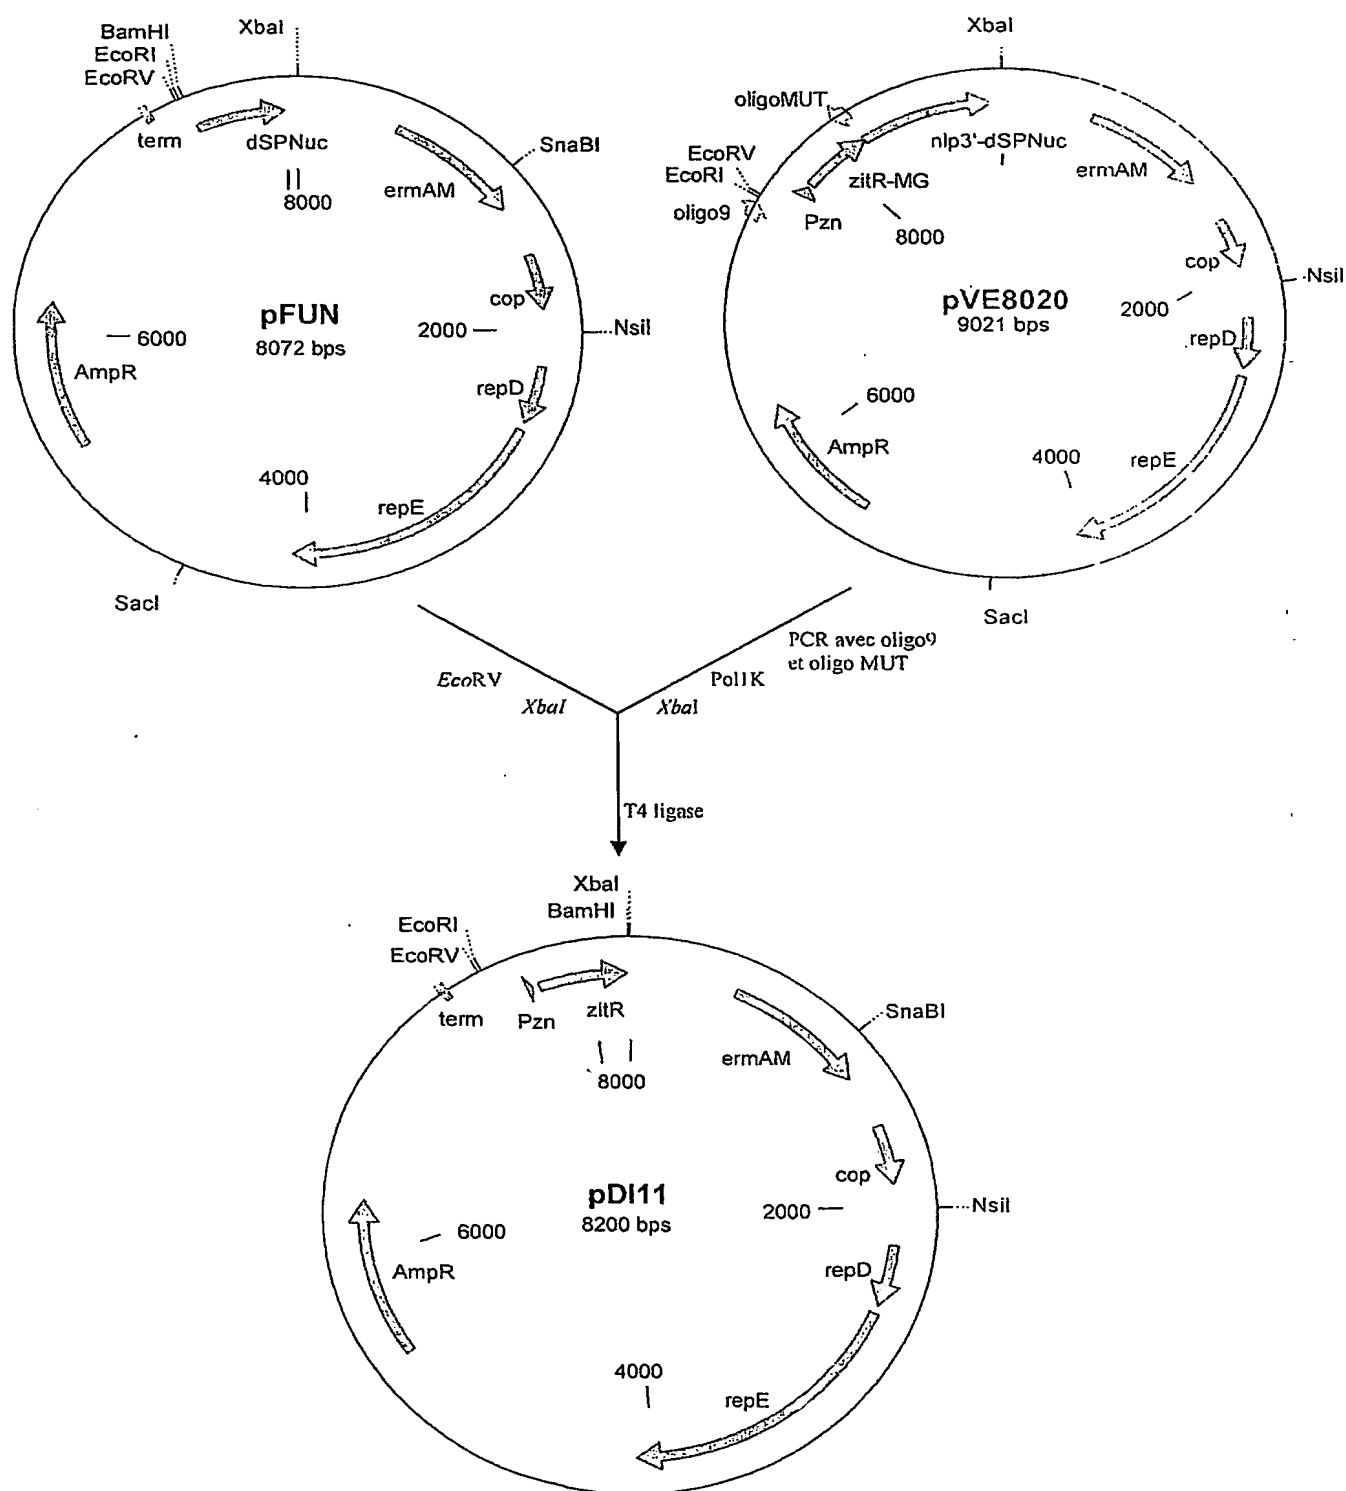 XbaI
BamHI
EcoRI
EcoRV
term
dSPNuc
8000
ermAM
SnaBI
cop
pFUN
8072 bps
2000
NsiI
6000
AmpR
repD
4000
repE
SacI
XbaI
oligoMUT
nlp3'-dSPNuc
EcoRV
EcoRI
zitR-MG
ermAM
oligo9
Pzn
8000
cop
pVE8020
9021 bps
NsiI
2000
repD
6000
AmpR
4000
repE
SacI
PCR avec oligo9
et oligo MUT
EcoRV
PolIK
XbaI
XbaI
T4 ligase
XbaI
BamHI
EcoRI
EcoRV
term
Pzn
zitR
8000
ermAM
SnaBI
cop
pDI11
8200 bps
2000
NsiI
6000
AmpR
repD
4000
repE